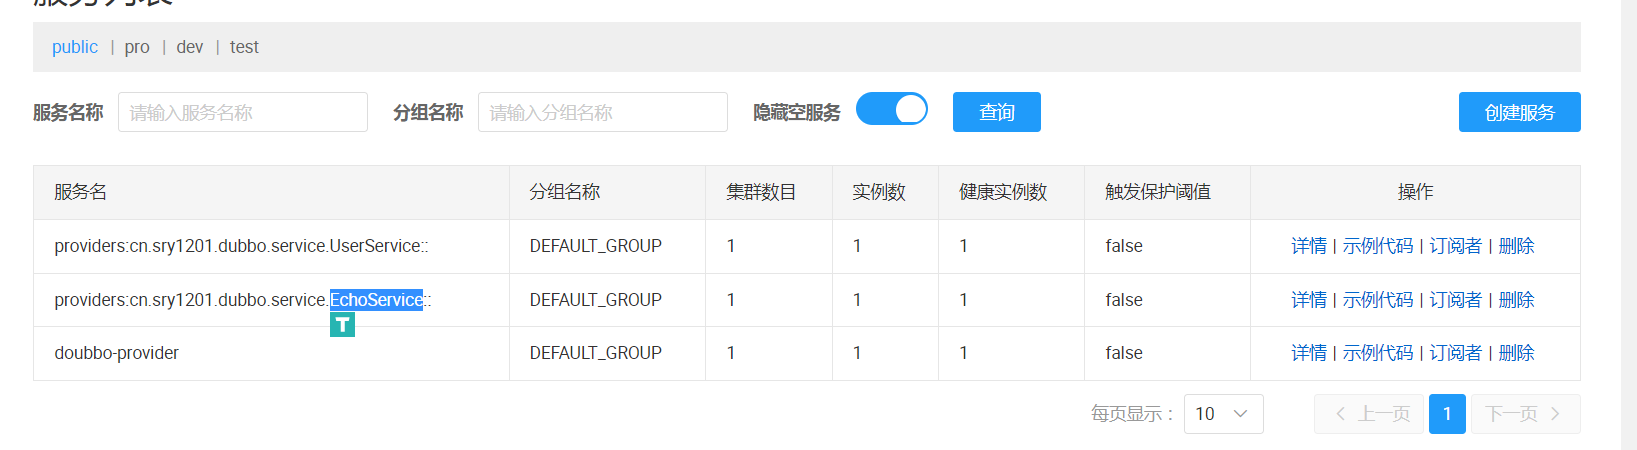 服务列表
public | pro | dev | test
服务名称 请输入服务名称 分组名称 请输入分组名称 隐藏空服务 查询 创建服务
服务名 分组名称 集群数目 实例数 健康实例数 触发保护阈值 操作
providers:cn.sry1201.dubbo.service.UserService:: DEFAULT_GROUP 1 1 1 false 详情 | 示例代码 | 订阅者 | 删除
providers:cn.sry1201.dubbo.service.EchoService:: DEFAULT_GROUP 1 1 1 false 详情 | 示例代码 | 订阅者 | 删除
T
doubbo-provider DEFAULT_GROUP 1 1 1 false 详情 | 示例代码 | 订阅者 | 删除
每页显示： 10 上一页 1 下一页